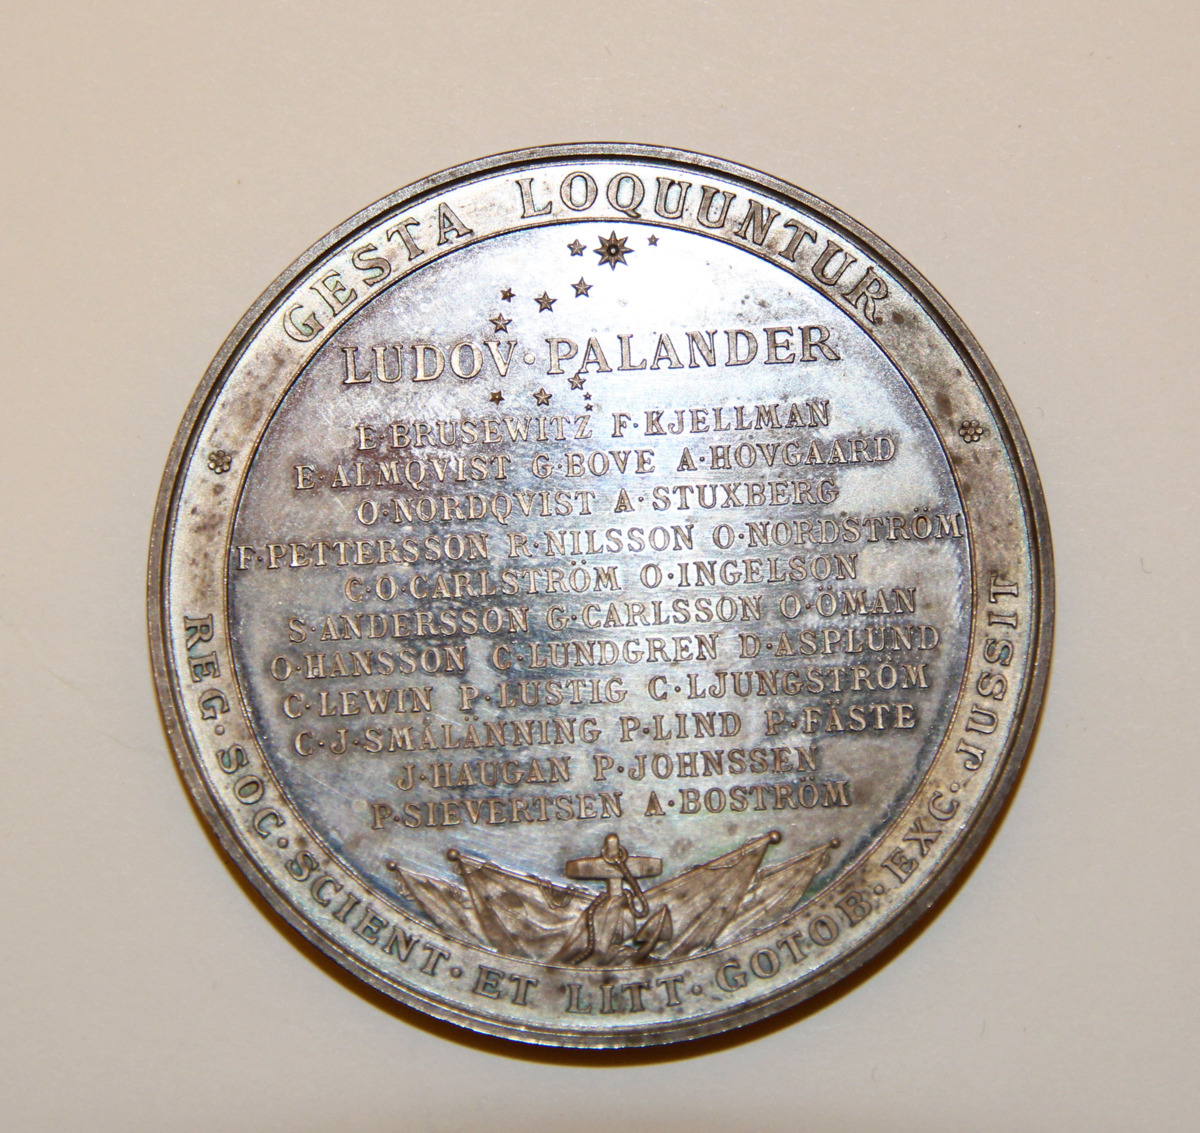 GESTA LOQUUNTUR
LUDOV·PALANDER
E·BRUSEWITZ F·KJELLMAN
E·ALMQVIST G·BOVE A·HOVGAARD
O·NORDQVIST A·STUXBERG
F·PETTERSSON R·NILSSON O·NORDSTRÖM
C·O·CARLSTRÖM O·INGELSON
S·ANDERSSON G·CARLSSON O·ÖMAN
O·HANSSON C·LUNDGREN D·ASPLUND
C·LEWIN P·LUSTIG C·LJUNGSTRÖM
C·J·SMÅLÄNNING P·LIND P·FÄSTE
J·HAUGAN P·JOHNSSEN
P·SIEVERTSEN A·BOSTRÖM
REG·SOC·SCIENT·ET LITT·GOTOB·EXC·JUSSIT